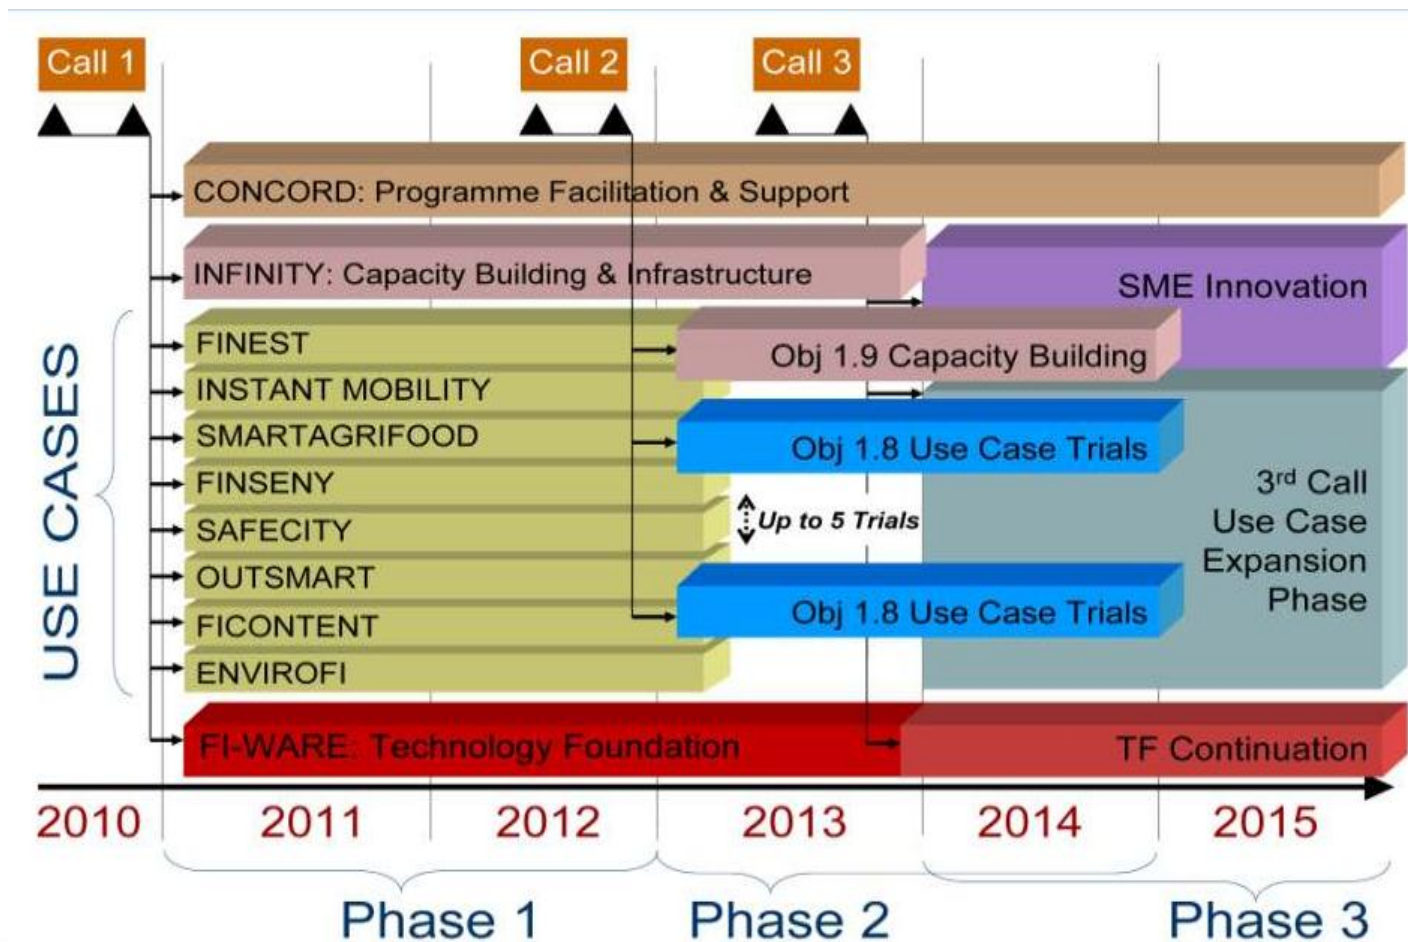 Call 1
Call 2
Call 3
CONCORD: Programme Facilitation & Support
INFINITY: Capacity Building & Infrastructure
SME Innovation
USE CASES
FINEST
Obj 1.9 Capacity Building
INSTANT MOBILITY
SMARTAGRIFOOD
Obj 1.8 Use Case Trials
FINSENY
3rd Call
Use Case
Expansion
Phase
SAFECITY
Up to 5 Trials
OUTSMART
FICONTENT
Obj 1.8 Use Case Trials
ENVIROFI
FI-WARE: Technology Foundation
TF Continuation
2010
2011
2012
2013
2014
2015
Phase 1
Phase 2
Phase 3